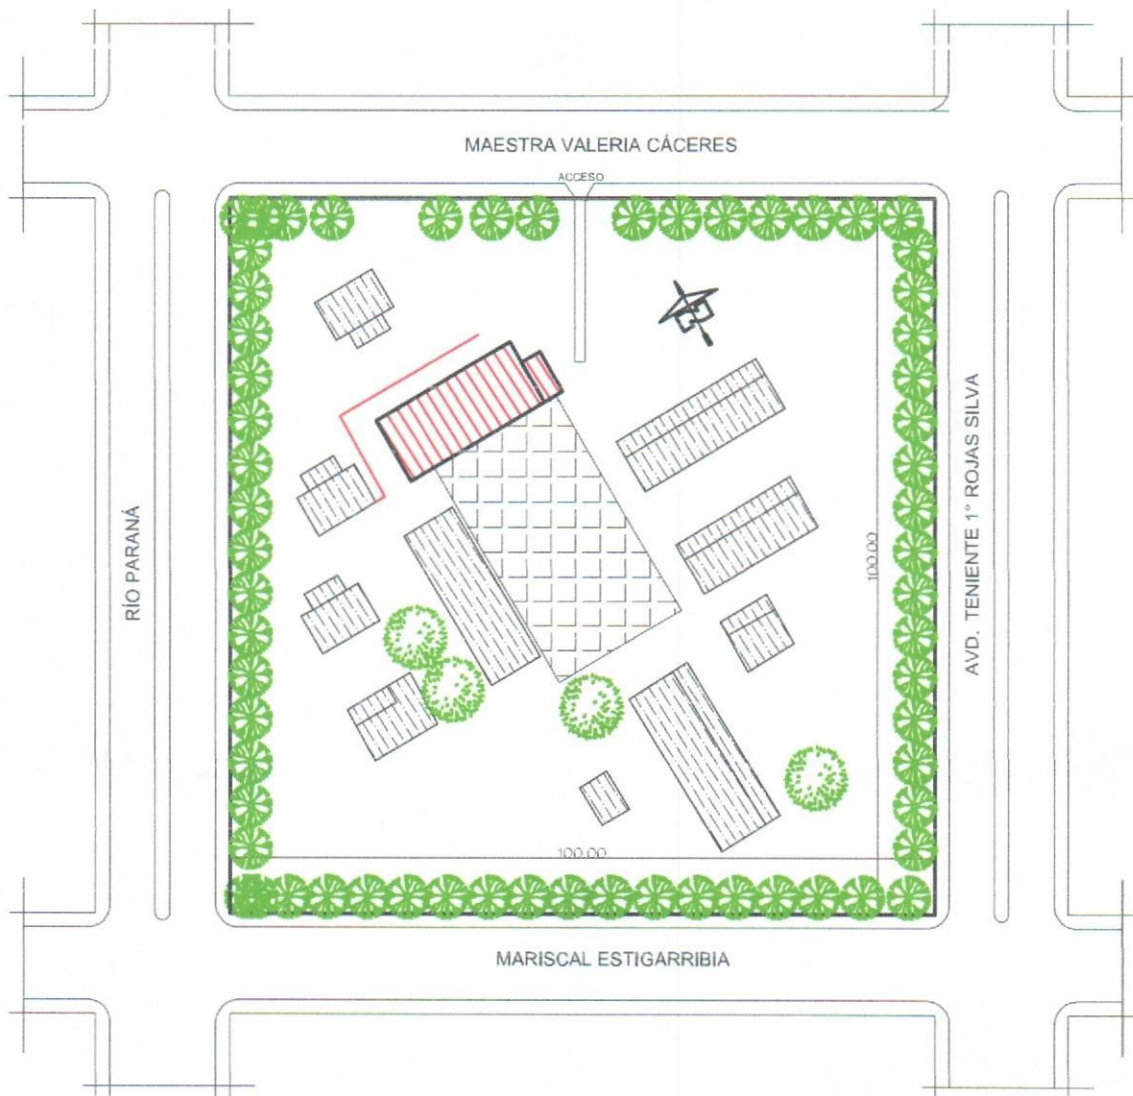 MAESTRA VALERIA CÁCERES
ACCESO
RÍO PARANÁ
AVD. TENIENTE 1° ROJAS SILVA
100.00
100.00
MARISCAL ESTIGARRIBIA